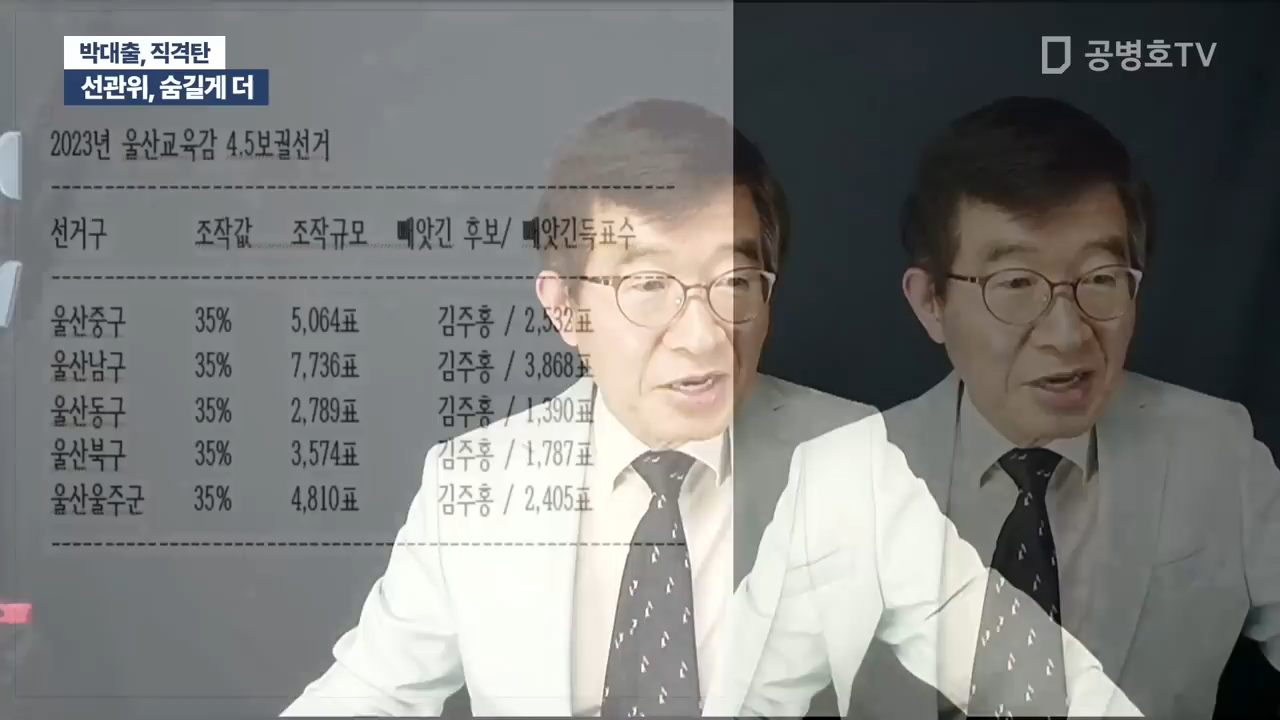 박대출, 직격탄
선관위, 숨길게 더
공병호TV
2023년 울산교육감 4.5보궐선거
선거구 조작값 조작규모 빼앗긴 후보/ 빼앗긴득표수
울산중구 35% 5,064표 김주홍 / 2,532표
울산남구 35% 7,736표 김주홍 / 3,868표
울산동구 35% 2,789표 김주홍 / 1,390표
울산북구 35% 3,574표 김주홍 / 1,787표
울산울주군 35% 4,810표 김주홍 / 2,405표